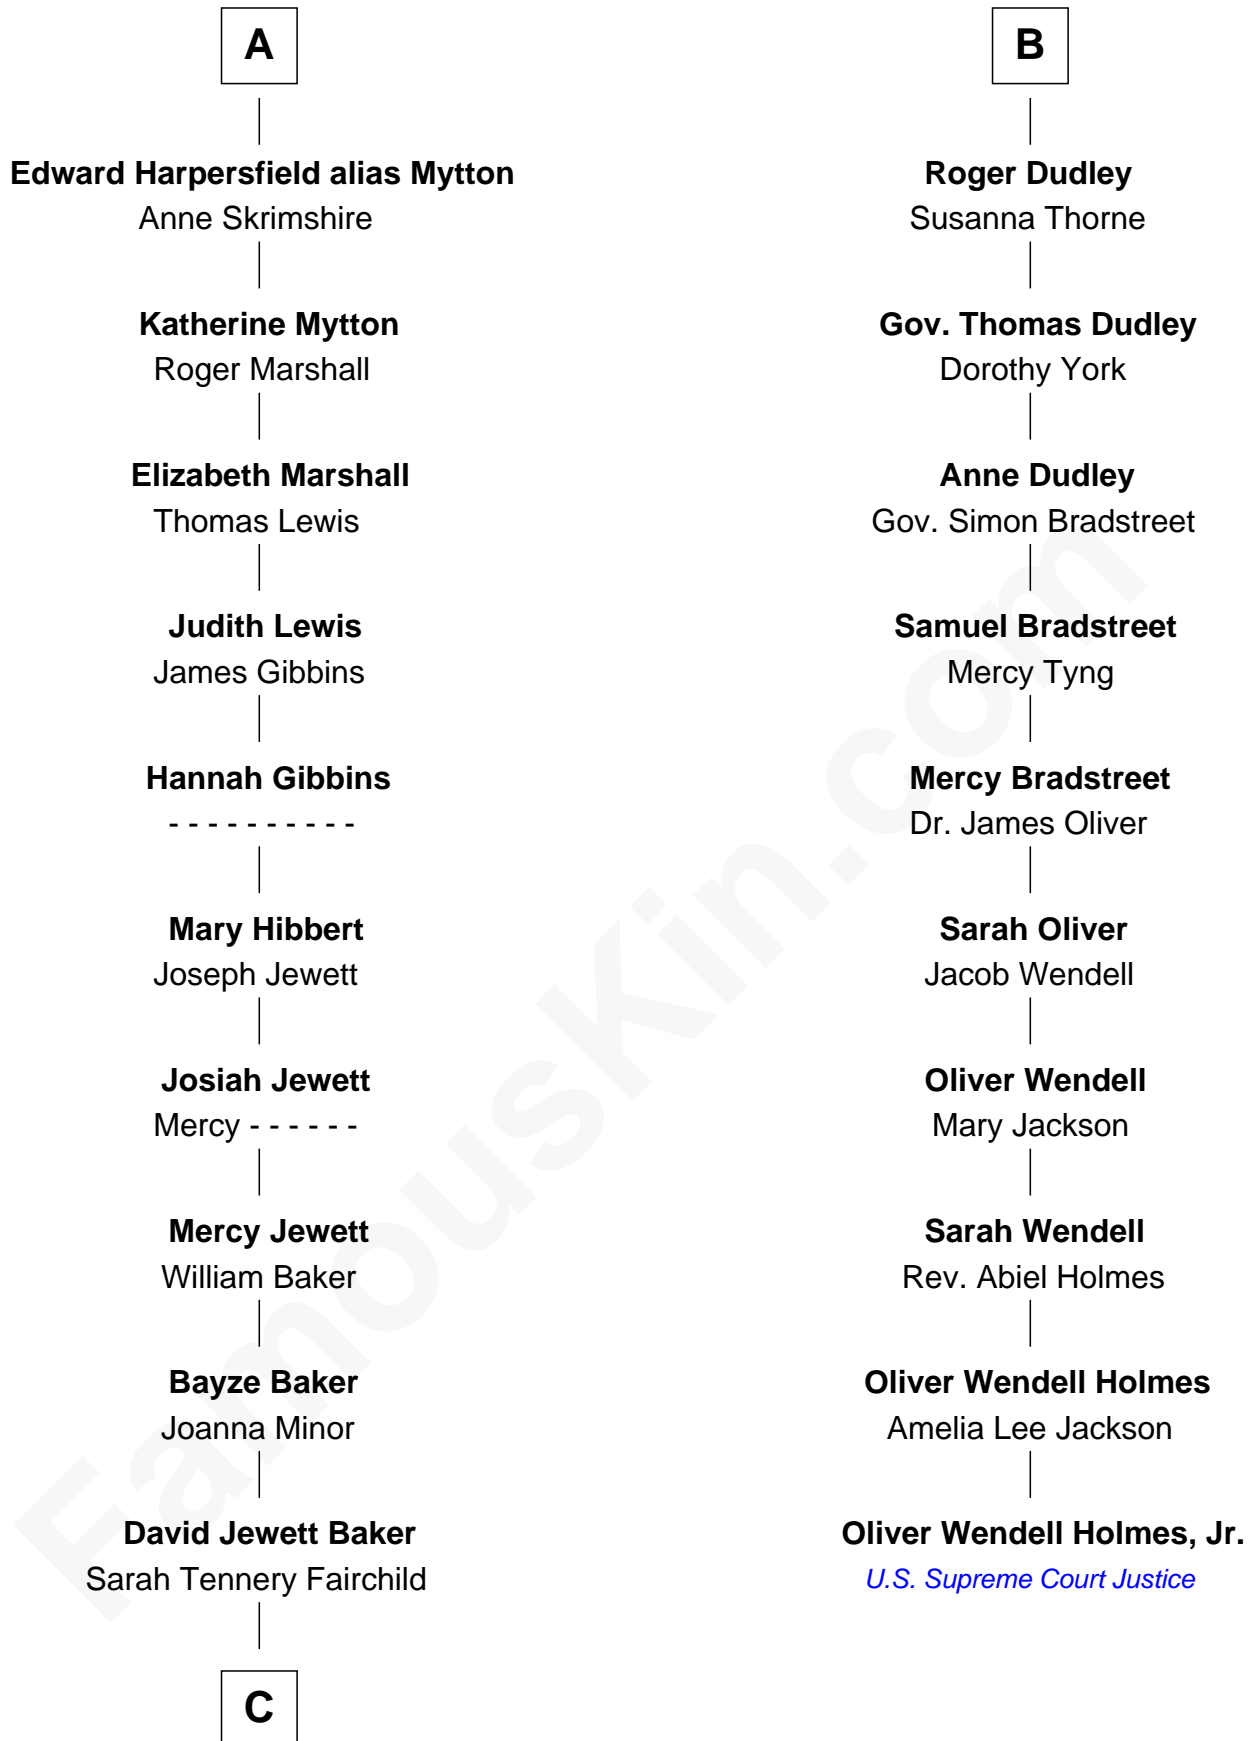 A
Edward Harpersfield alias Mytton
Anne Skrimshire
Katherine Mytton
Roger Marshall
Elizabeth Marshall
Thomas Lewis
Judith Lewis
James Gibbins
Hannah Gibbins
- - - - - - - - - -
Mary Hibbert
Joseph Jewett
Josiah Jewett
Mercy - - - - - -
Mercy Jewett
William Baker
Bayze Baker
Joanna Minor
David Jewett Baker
Sarah Tennery Fairchild
C
B
Roger Dudley
Susanna Thorne
Gov. Thomas Dudley
Dorothy York
Anne Dudley
Gov. Simon Bradstreet
Samuel Bradstreet
Mercy Tyng
Mercy Bradstreet
Dr. James Oliver
Sarah Oliver
Jacob Wendell
Oliver Wendell
Mary Jackson
Sarah Wendell
Rev. Abiel Holmes
Oliver Wendell Holmes
Amelia Lee Jackson
Oliver Wendell Holmes, Jr.
U.S. Supreme Court Justice
FamousKin.com